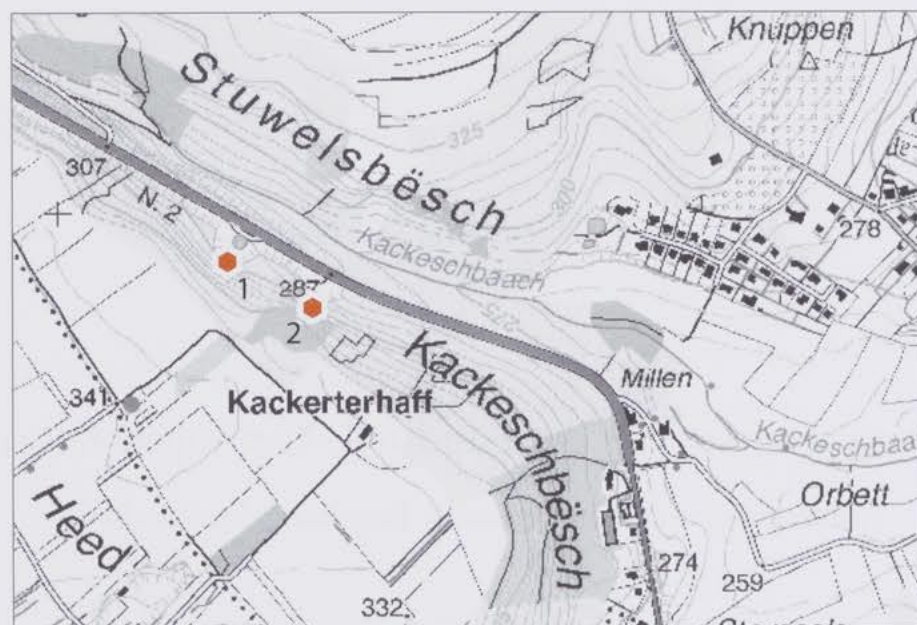 Knuppen
Stuwelsbësch
325
300
307
N. 2
278
Kackeschbaach
1
287
275
2
Kackeschbësch
Millen
341
Kackerterhaff
Heed
Orbett
274
259
332